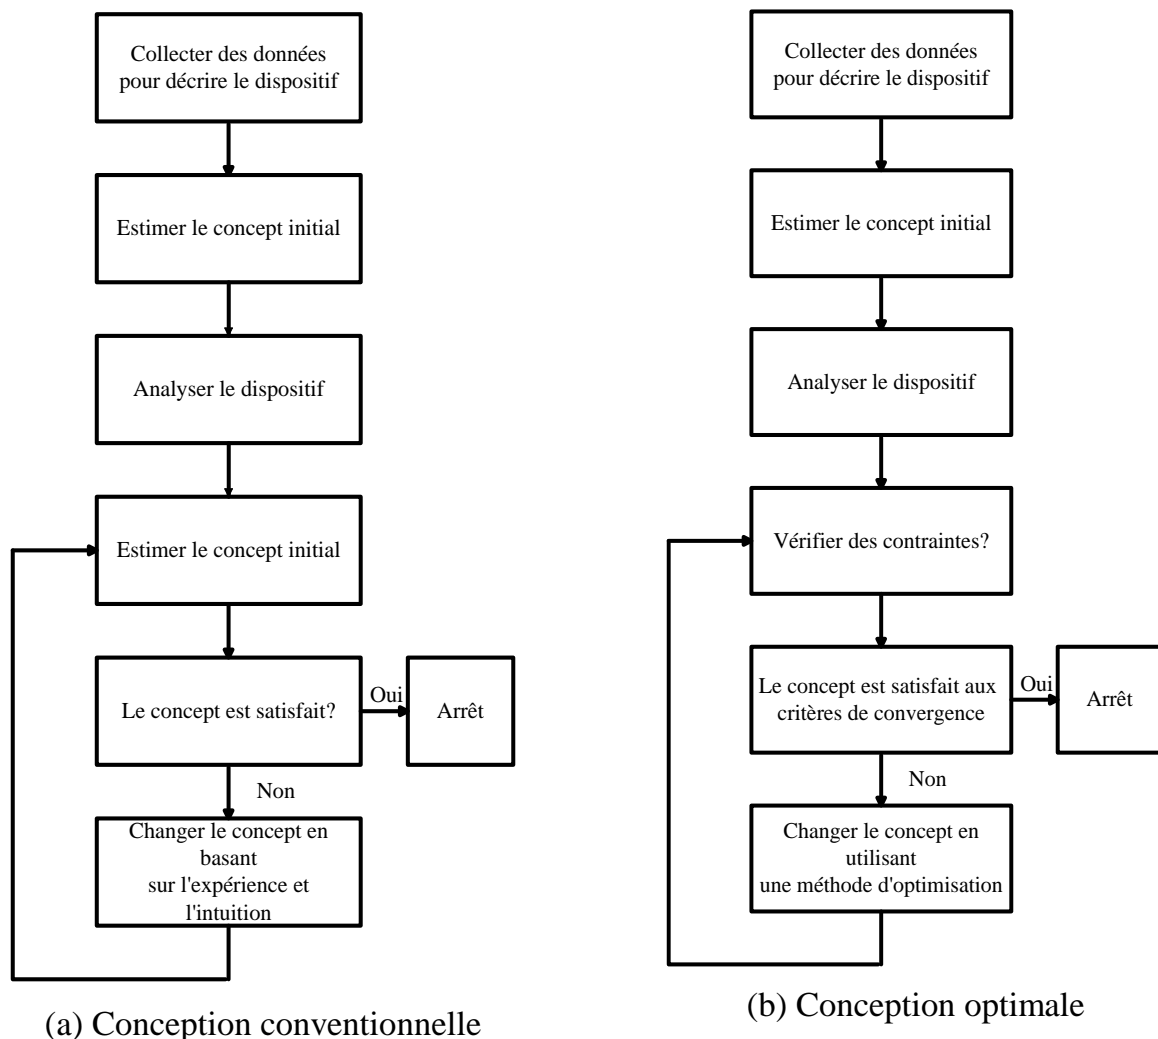 Collecter des données
pour décrire le dispositif
Estimer le concept initial
Analyser le dispositif
Estimer le concept initial
Le concept est satisfait?
Oui
Arrêt
Non
Changer le concept en
basant
sur l'expérience et
l'intuition
(a) Conception conventionnelle
Collecter des données
pour décrire le dispositif
Estimer le concept initial
Analyser le dispositif
Vérifier des contraintes?
Le concept est satisfait aux
critères de convergence
Oui
Arrêt
Non
Changer le concept en
utilisant
une méthode d'optimisation
(b) Conception optimale